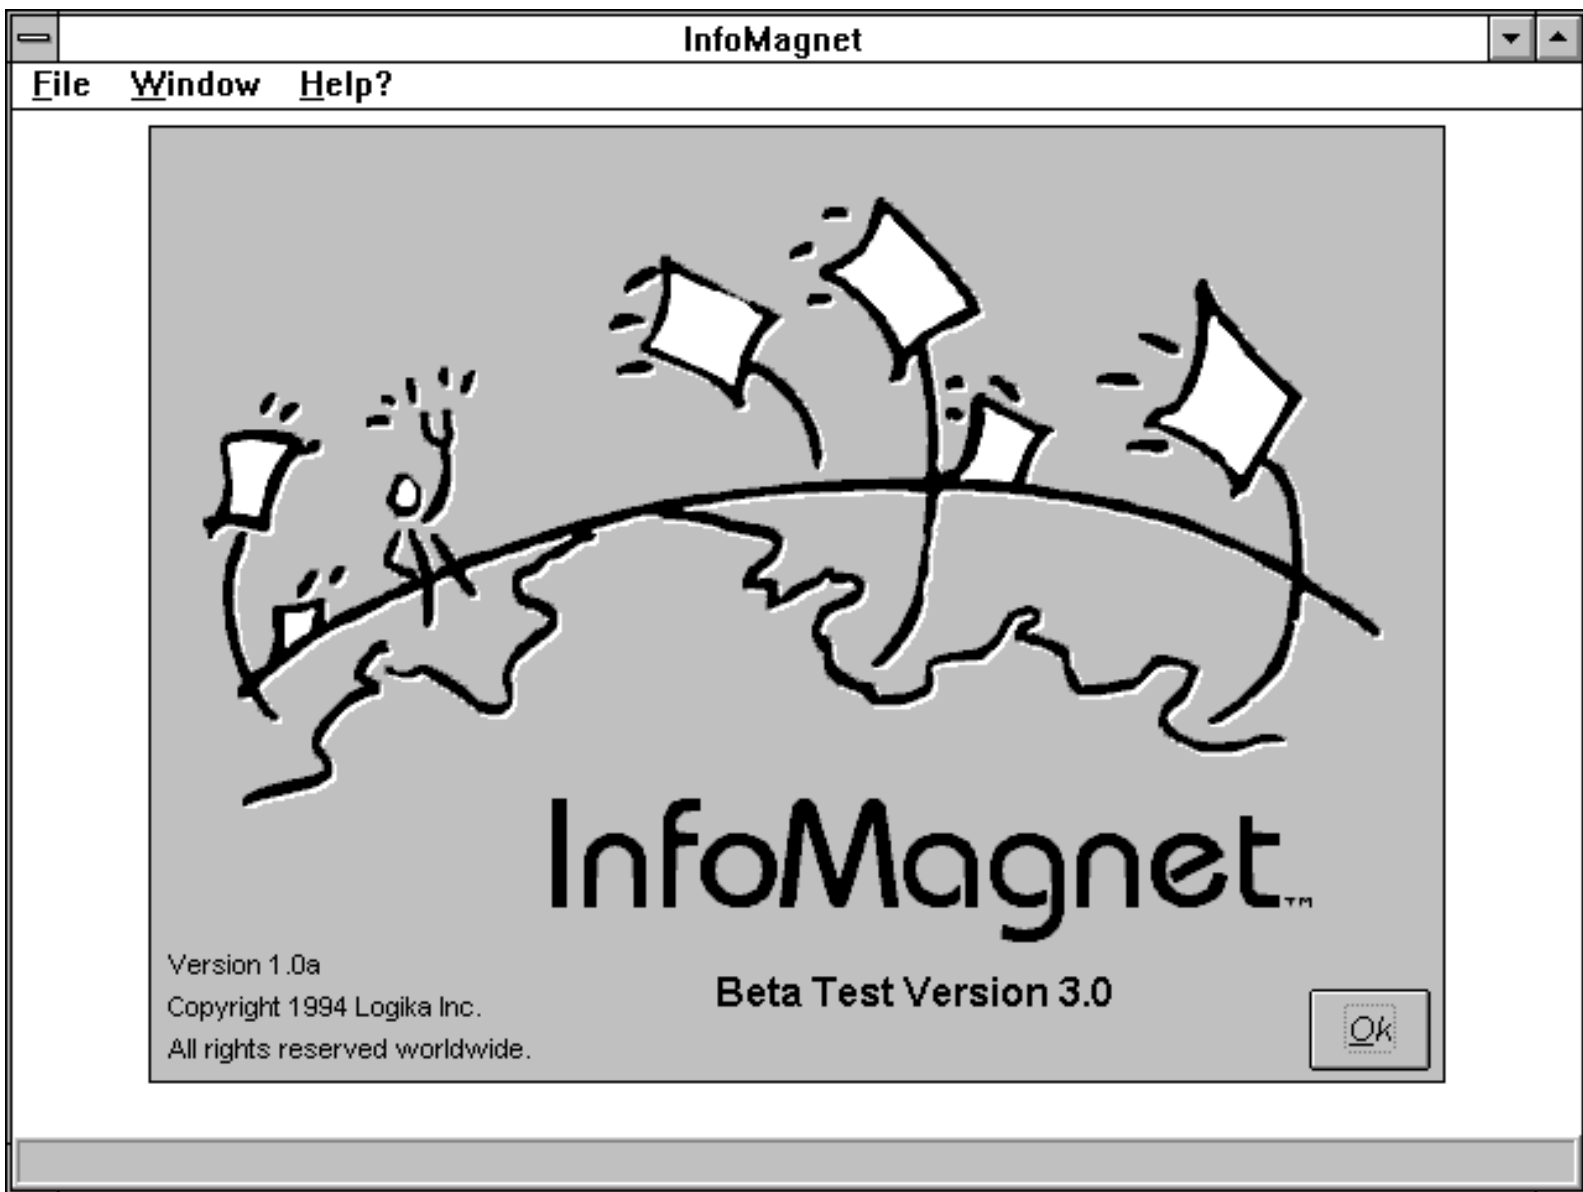 InfoMagnet
File Window Help?
InfoMagnet™
Version 1.0a
Beta Test Version 3.0
Copyright 1994 Logika Inc.
All rights reserved worldwide.
Ok